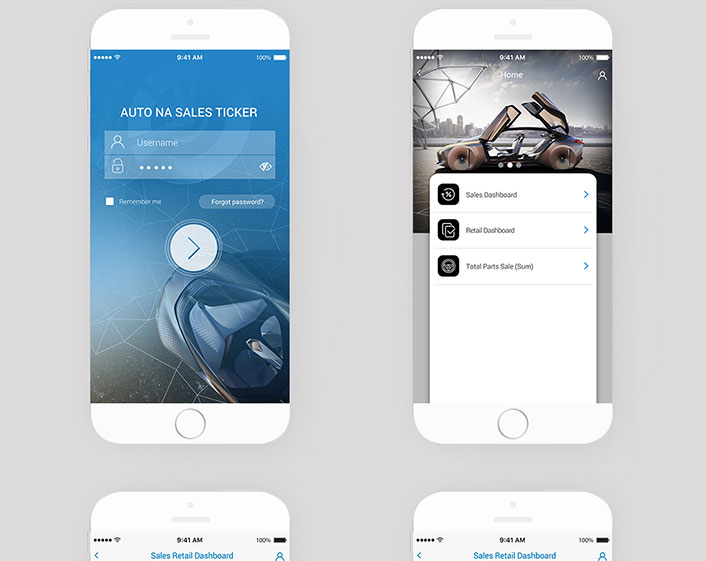 9:41 AM 100%
AUTO NA SALES TICKER
Username
Remember me Forgot password?
9:41 AM 100%
Home
Sales Dashboard
Retail Dashboard
Total Parts Sale (Sum)
9:41 AM 100%
Sales Retail Dashboard
9:41 AM 100%
Sales Retail Dashboard